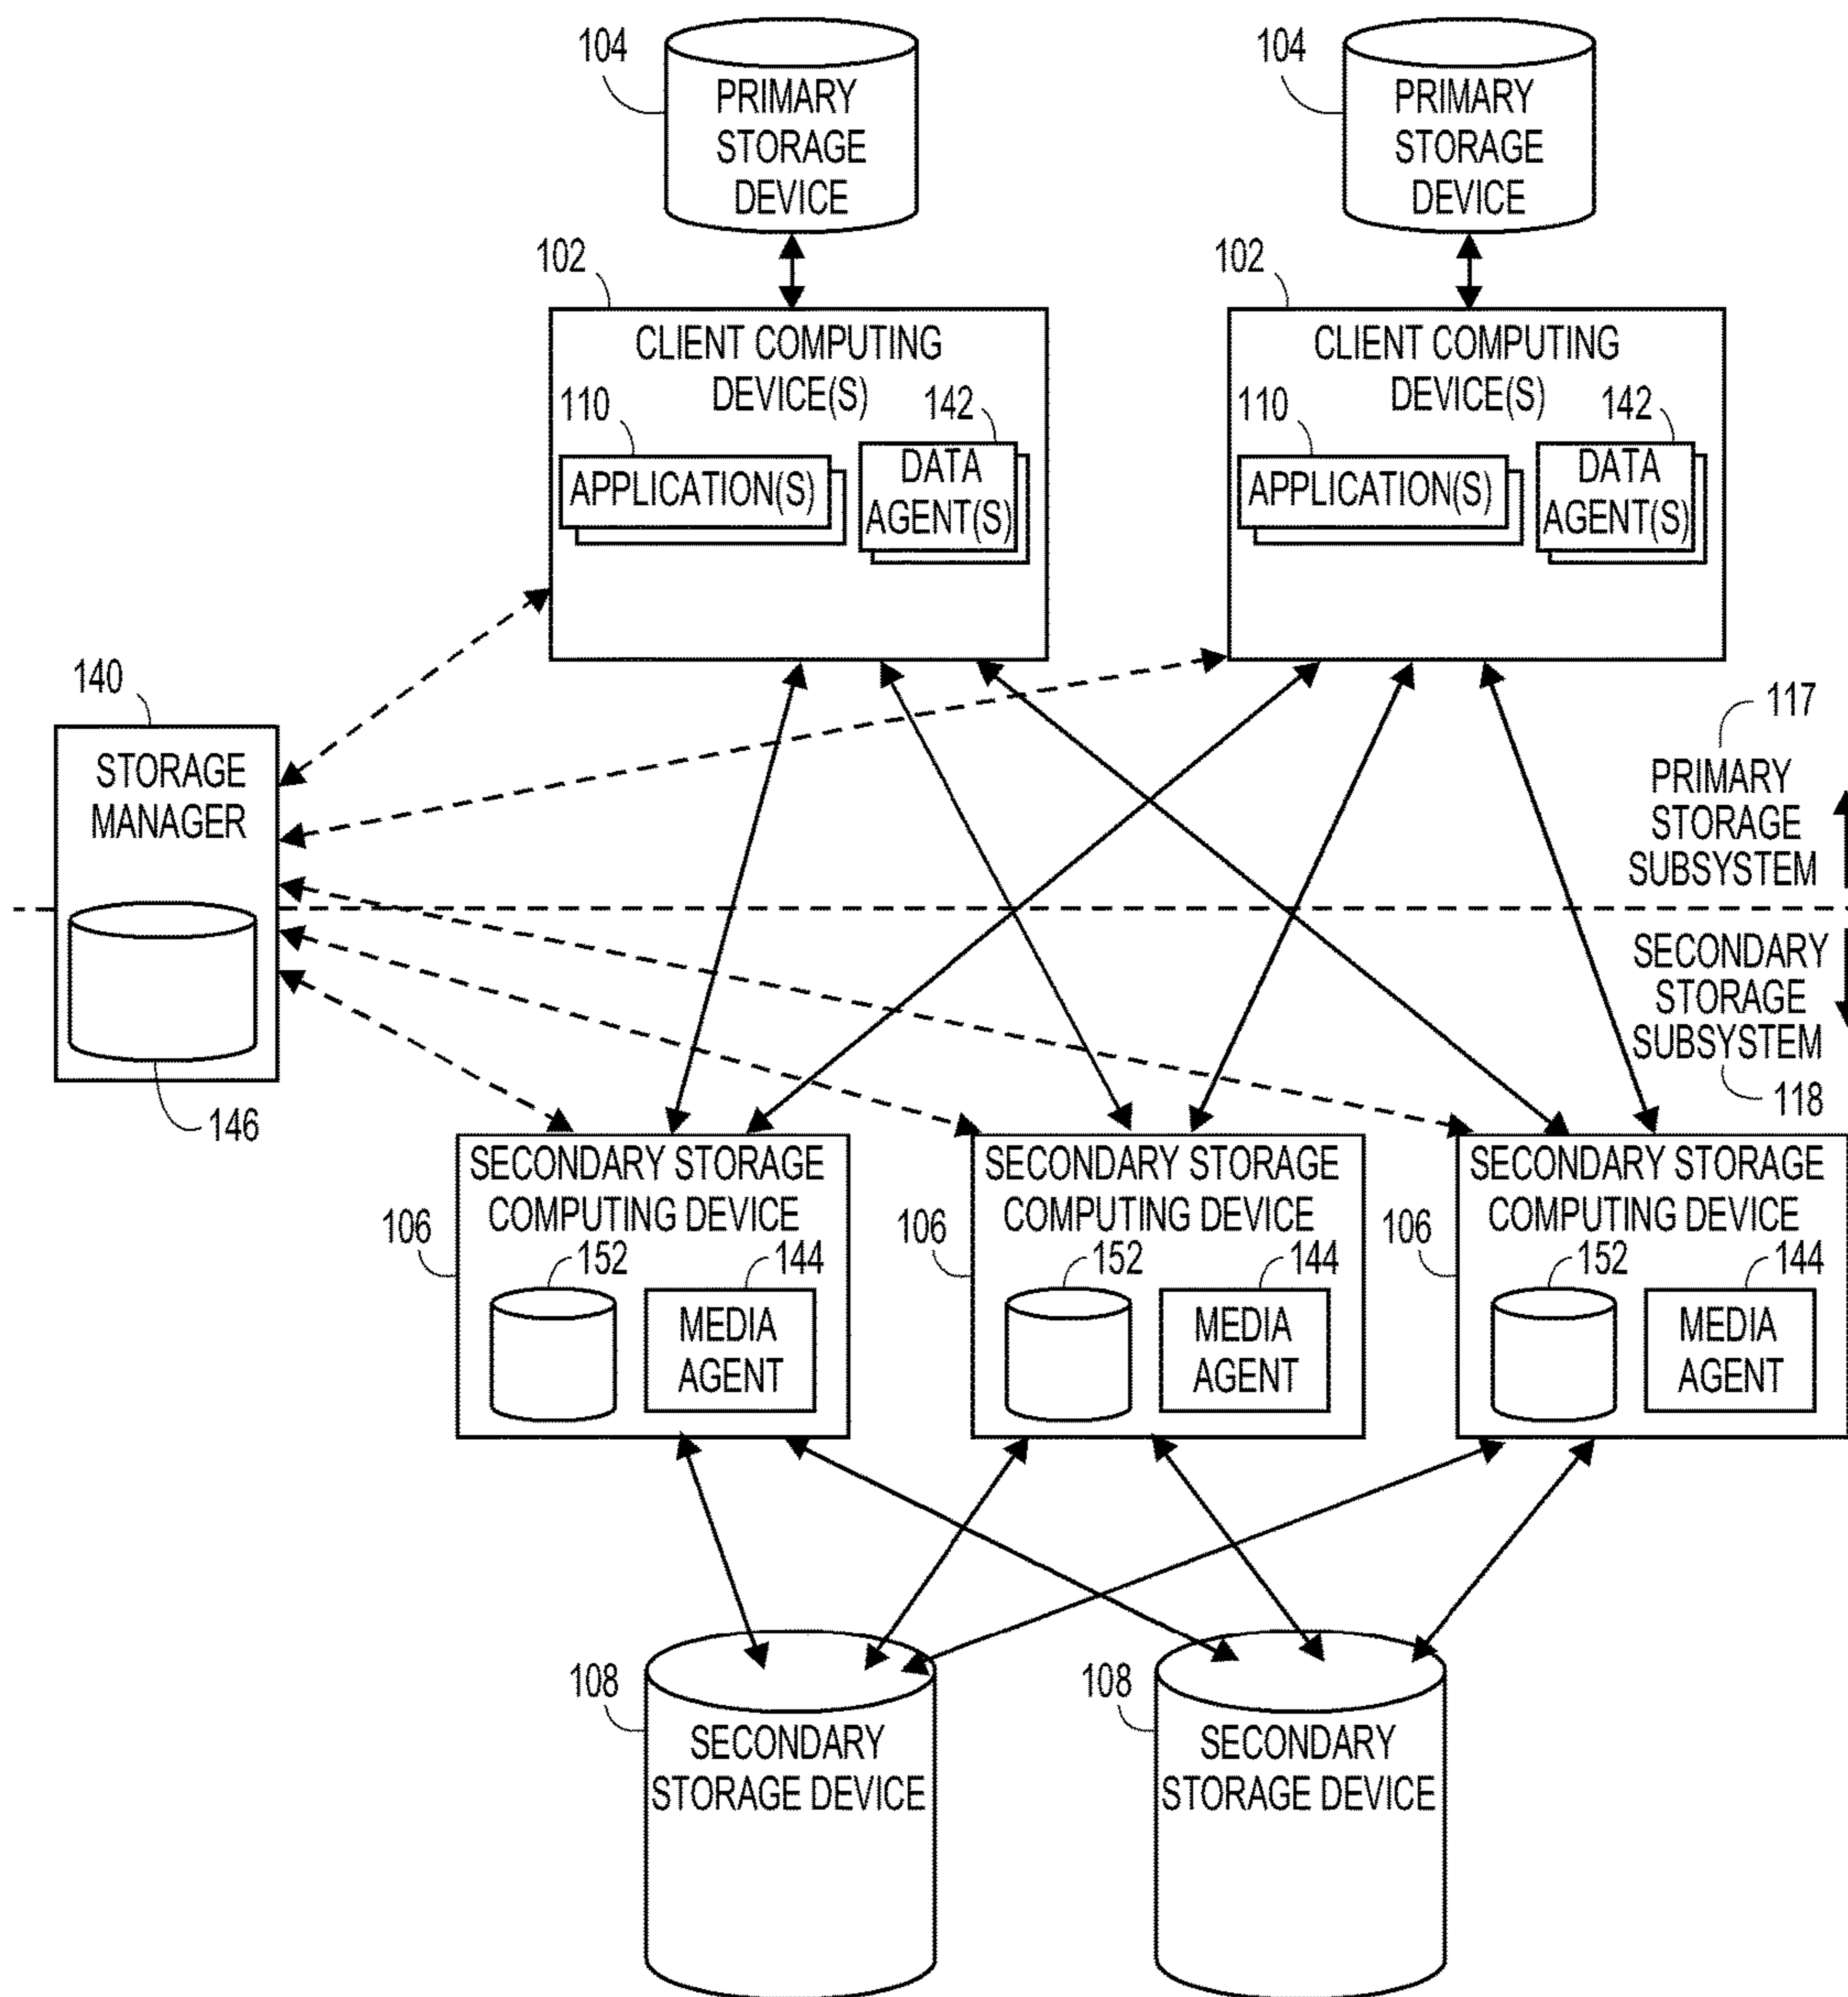 104
PRIMARY
STORAGE
DEVICE
104
PRIMARY
STORAGE
DEVICE
102
CLIENT COMPUTING
DEVICE(S)
110
142
APPLICATION(S)
DATA
AGENT(S)
102
CLIENT COMPUTING
DEVICE(S)
110
142
APPLICATION(S)
DATA
AGENT(S)
140
STORAGE
MANAGER
146
117
PRIMARY
STORAGE
SUBSYSTEM
SECONDARY
STORAGE
SUBSYSTEM
118
SECONDARY STORAGE
COMPUTING DEVICE
106
152
144
MEDIA
AGENT
SECONDARY STORAGE
COMPUTING DEVICE
106
152
144
MEDIA
AGENT
SECONDARY STORAGE
COMPUTING DEVICE
106
152
144
MEDIA
AGENT
108
SECONDARY
STORAGE DEVICE
108
SECONDARY
STORAGE DEVICE